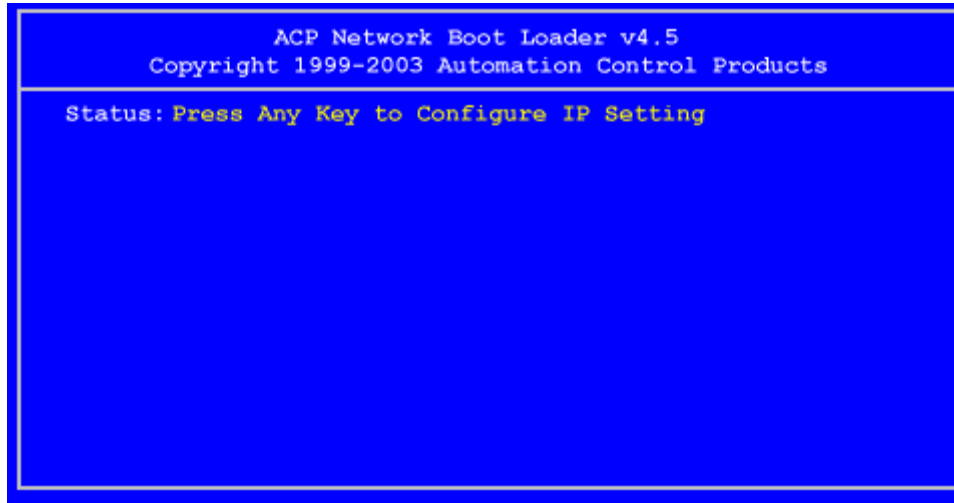 ACP Network Boot Loader v4.5
Copyright 1999-2003 Automation Control Products
Status: Press Any Key to Configure IP Setting